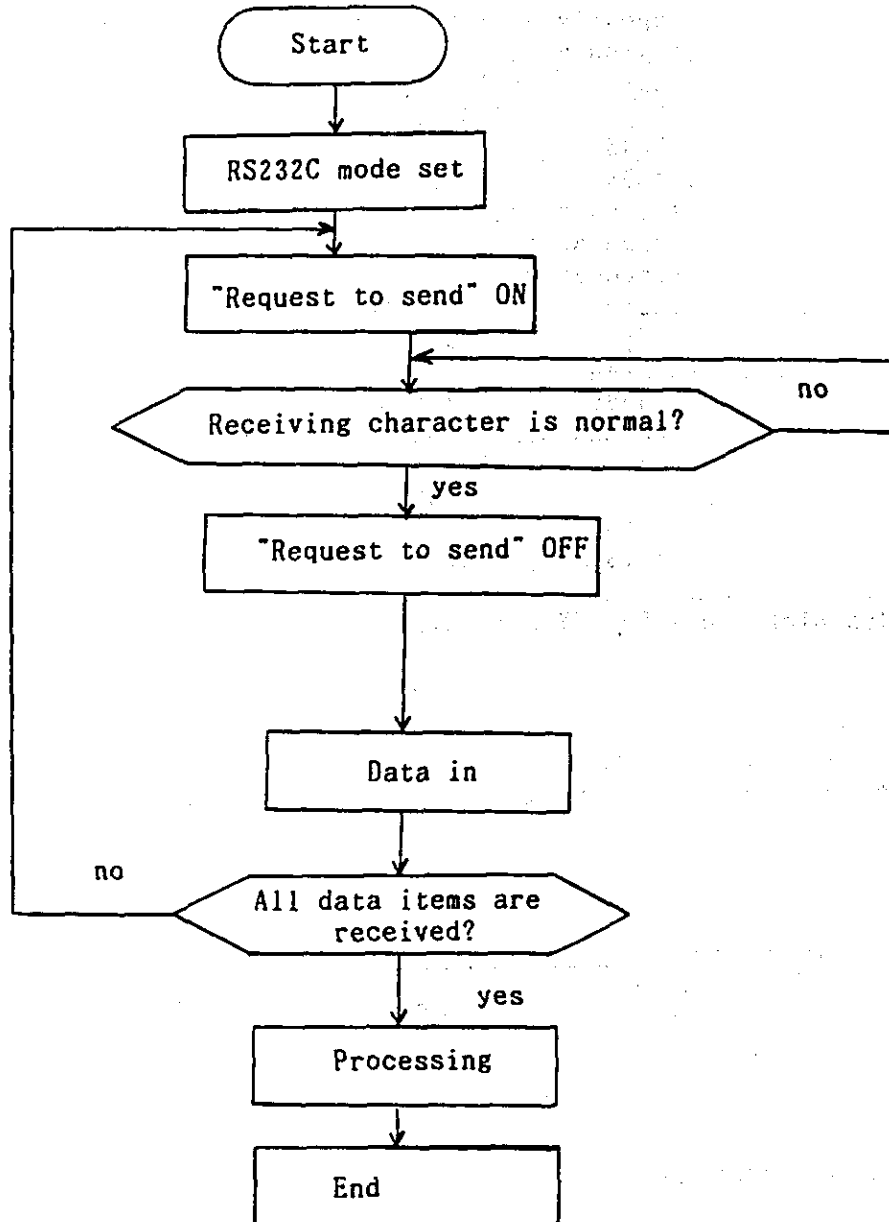 Start
RS232C mode set
"Request to send" ON
no
Receiving character is normal?
yes
"Request to send" OFF
Data in
no
All data items are
received?
yes
Processing
End